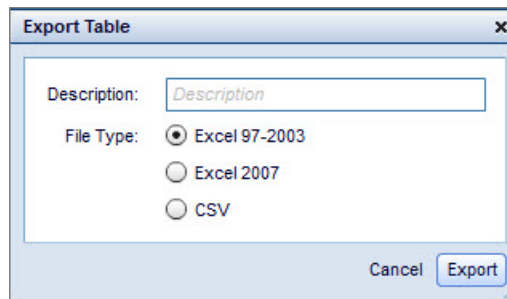 Export Table
Description: Description
File Type: Excel 97-2003
Excel 2007
CSV
Cancel Export